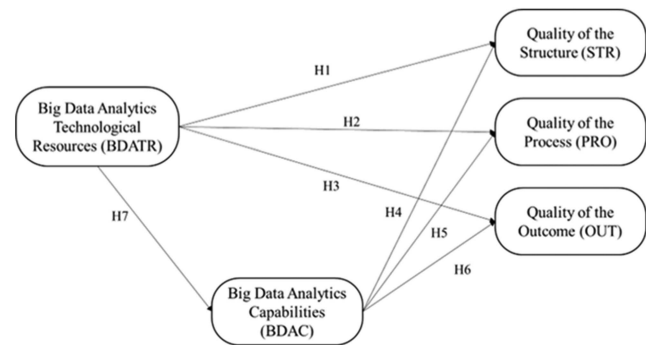 Quality of the
Structure (STR)
H1
Big Data Analytics
Technological
Resources (BDATR)
H2
Quality of the
Process (PRO)
H3
H4
Quality of the
Outcome (OUT)
H7
H5
H6
Big Data Analytics
Capabilities
(BDAC)